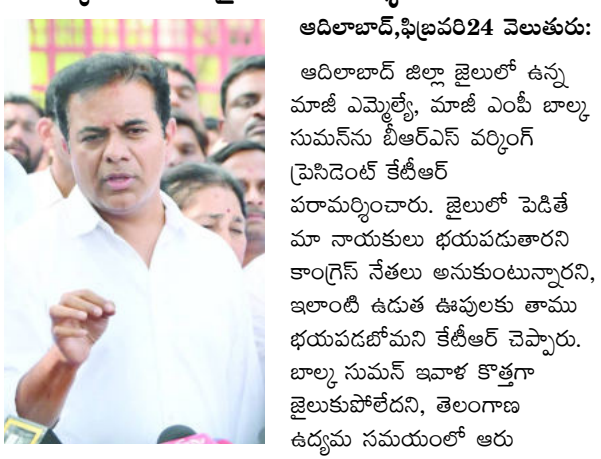 ఆదిలాబాద్,ఫిబ్రవరి24 వెలుతురు:
ఆదిలాబాద్ జిల్లా జైలులో ఉన్న
మాజీ ఎమ్మెల్యే, మాజీ ఎంపీ బాల్క
సుమన్‌ను బీఆర్ఎస్ వర్కింగ్
ప్రెసిడెంట్ కేటీఆర్
పరామర్శించారు. జైలులో పెడితే
మా నాయకులు భయపడుతారని
కాంగ్రెస్ నేతలు అనుకుంటున్నారని,
ఇలాంటి ఉడుత ఊపులకు తాము
భయపడబోమని కేటీఆర్ చెప్పారు.
బాల్క సుమన్ ఇవాళ కొత్తగా
జైలుకుపోలేదని, తెలంగాణ
ఉద్యమ సమయంలో ఆరు